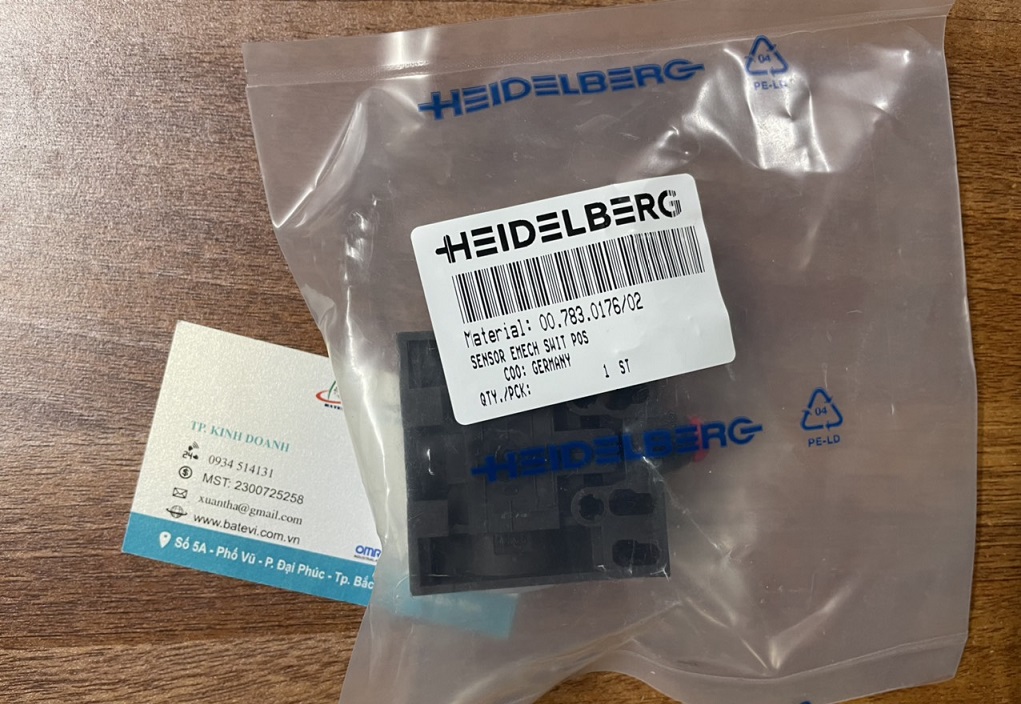 HEIDELBERG
04
PE-LD
HEIDELBERG
Material: 00.783.0176/02
SENSOR EMECH SWIT POS
COO: GERMANY
QTY./PCK: 1 ST
HEIDELBERG
04
PE-LD
TP. KINH DOANH
24
0934 514131
MST: 2300725258
xuantha@gmail.com
www.batevi.com.vn
Số 5A - Phố Vũ - P. Đại Phúc - Tp. Bắc